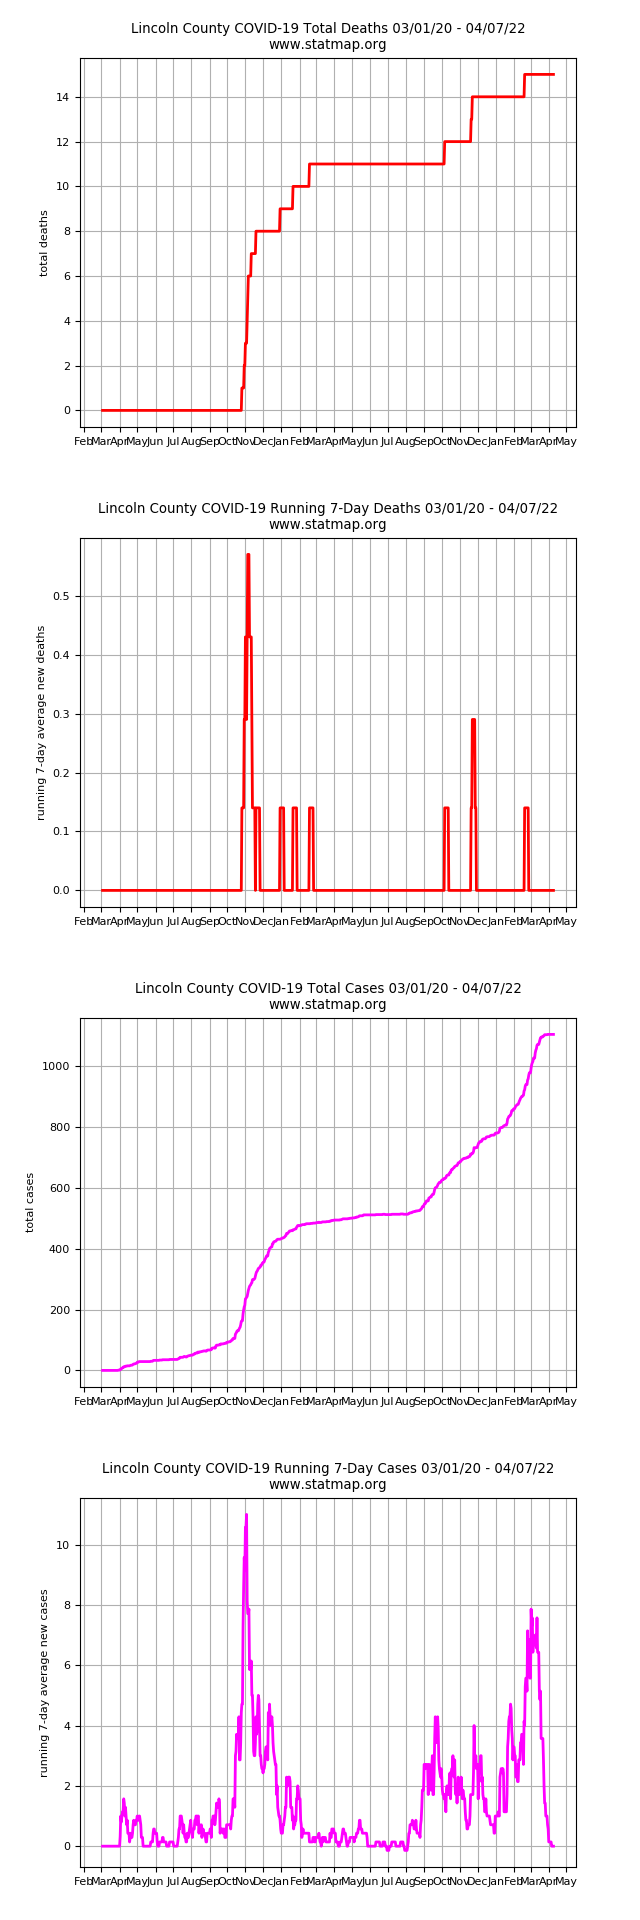 Lincoln County COVID-19 Total Deaths 03/01/20 - 04/07/22
www.statmap.org
total deaths
14
12
10
8
6
4
2
0
Feb Mar Apr May Jun Jul Aug Sep Oct Nov Dec Jan Feb Mar Apr May Jun Jul Aug Sep Oct Nov Dec Jan Feb Mar Apr May
Lincoln County COVID-19 Running 7-Day Deaths 03/01/20 - 04/07/22
www.statmap.org
running 7-day average new deaths
0.5
0.4
0.3
0.2
0.1
0.0
Feb Mar Apr May Jun Jul Aug Sep Oct Nov Dec Jan Feb Mar Apr May Jun Jul Aug Sep Oct Nov Dec Jan Feb Mar Apr May
Lincoln County COVID-19 Total Cases 03/01/20 - 04/07/22
www.statmap.org
total cases
1000
800
600
400
200
0
Feb Mar Apr May Jun Jul Aug Sep Oct Nov Dec Jan Feb Mar Apr May Jun Jul Aug Sep Oct Nov Dec Jan Feb Mar Apr May
Lincoln County COVID-19 Running 7-Day Cases 03/01/20 - 04/07/22
www.statmap.org
running 7-day average new cases
10
8
6
4
2
0
Feb Mar Apr May Jun Jul Aug Sep Oct Nov Dec Jan Feb Mar Apr May Jun Jul Aug Sep Oct Nov Dec Jan Feb Mar Apr May